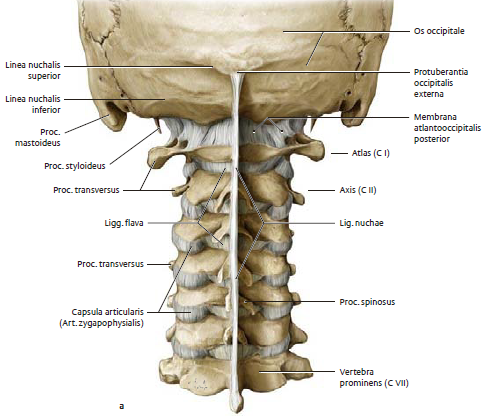 Linea nuchalis
superior
Linea nuchalis
inferior
Proc.
mastoideus
Proc. styloideus
Proc. transversus
Ligg. flava
Proc. transversus
Capsula articularis
(Art. zygapophysialis)
Os occipitale
Protuberantia
occipitalis
externa
Membrana
atlantooccipitalis
posterior
Atlas (C I)
Axis (C II)
Lig. nuchae
Proc. spinosus
Vertebra
prominens (C VII)
a